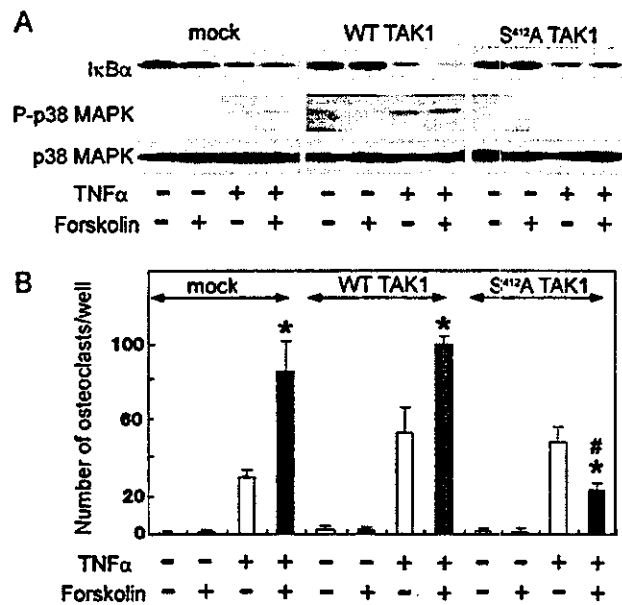 A
mock WT TAK1 S⁴¹²A TAK1
IκBα
P-p38 MAPK
p38 MAPK
TNFα - - + + - - + + - - + +
Forskolin - + - + - + - + - + - +
B
mock WT TAK1 S⁴¹²A TAK1
Number of osteoclasts/well
100
60
20
0
* * # *
TNFα - - + + - - + + - - + +
Forskolin - + - + - + - + - + - +